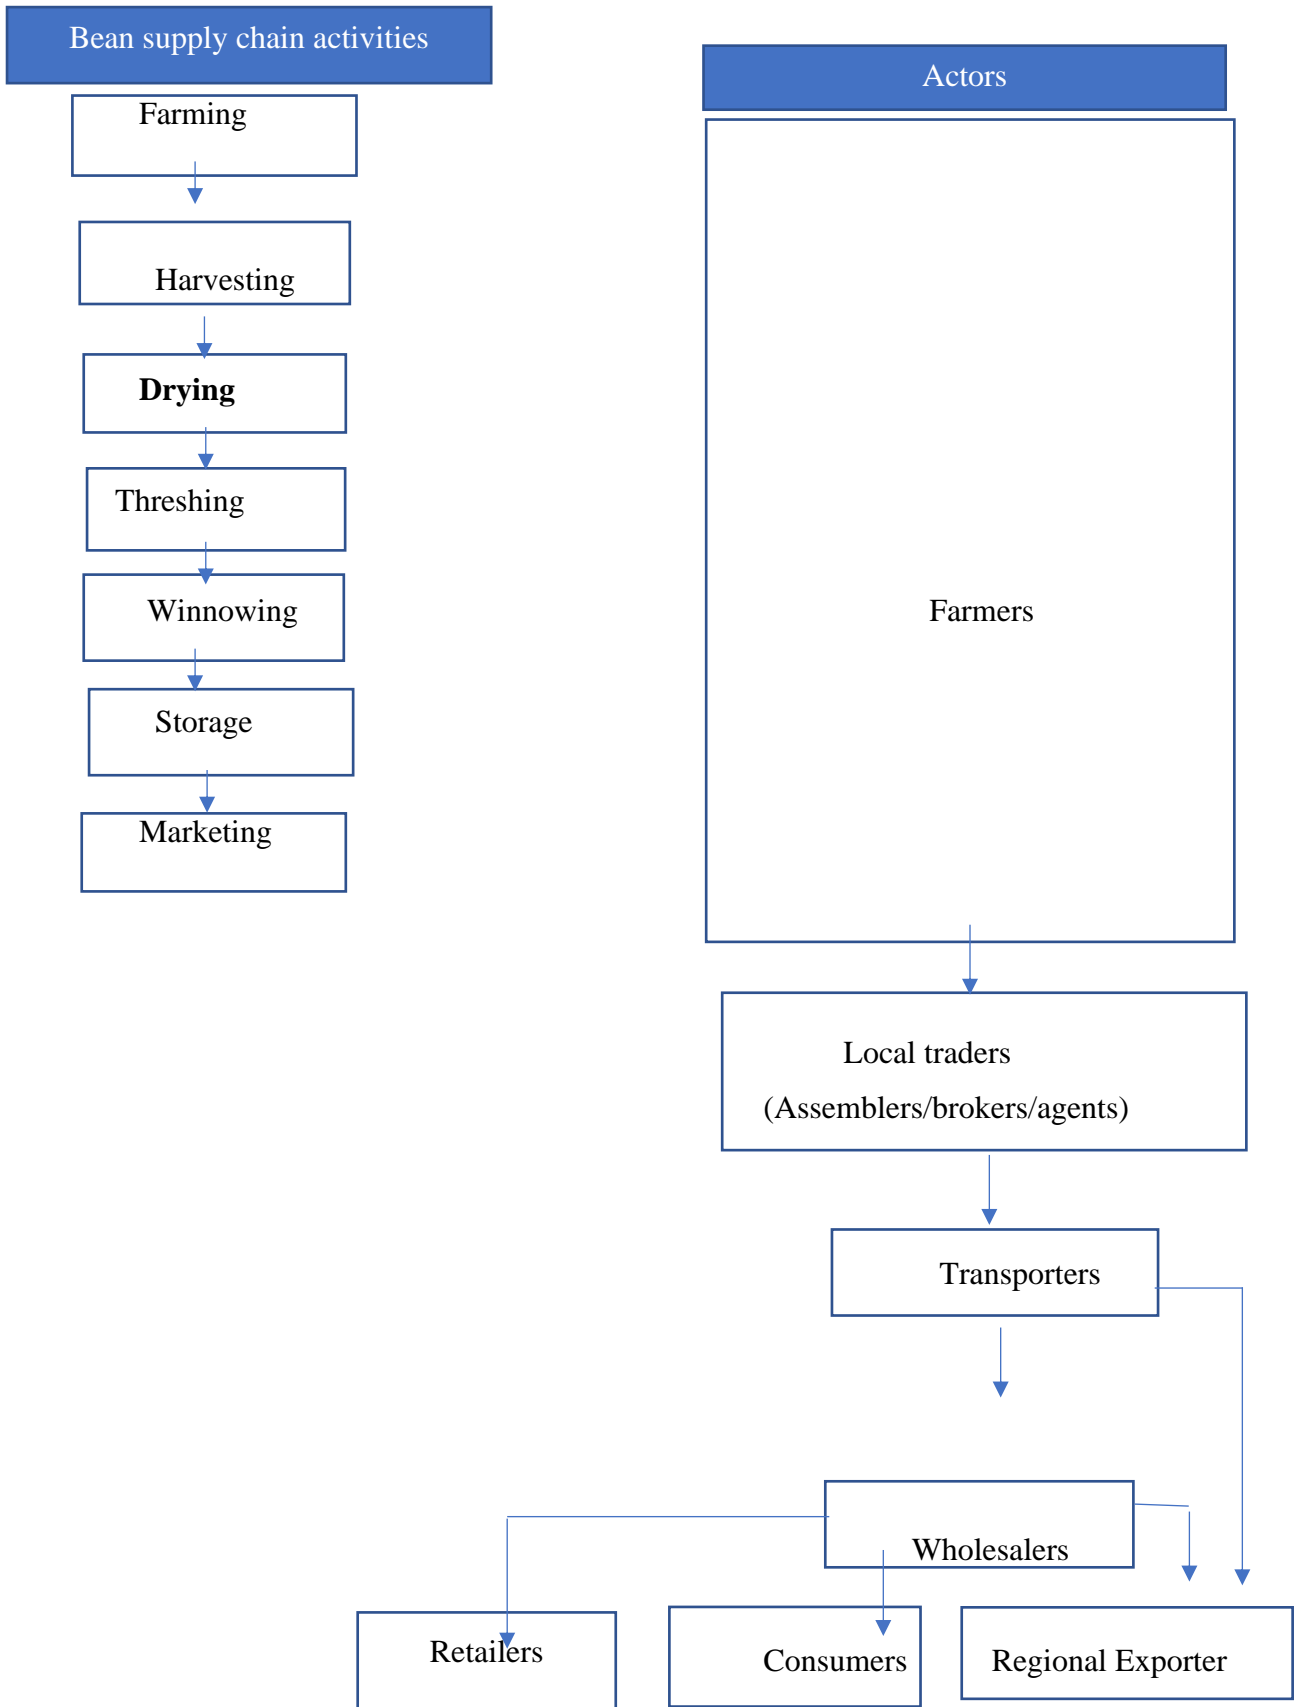 Bean supply chain activities
Actors
Farming
Harvesting
Drying
Threshing
Winnowing
Storage
Marketing
Farmers
Local traders
(Assemblers/brokers/agents)
Transporters
Wholesalers
Retailers
Consumers
Regional Exporter